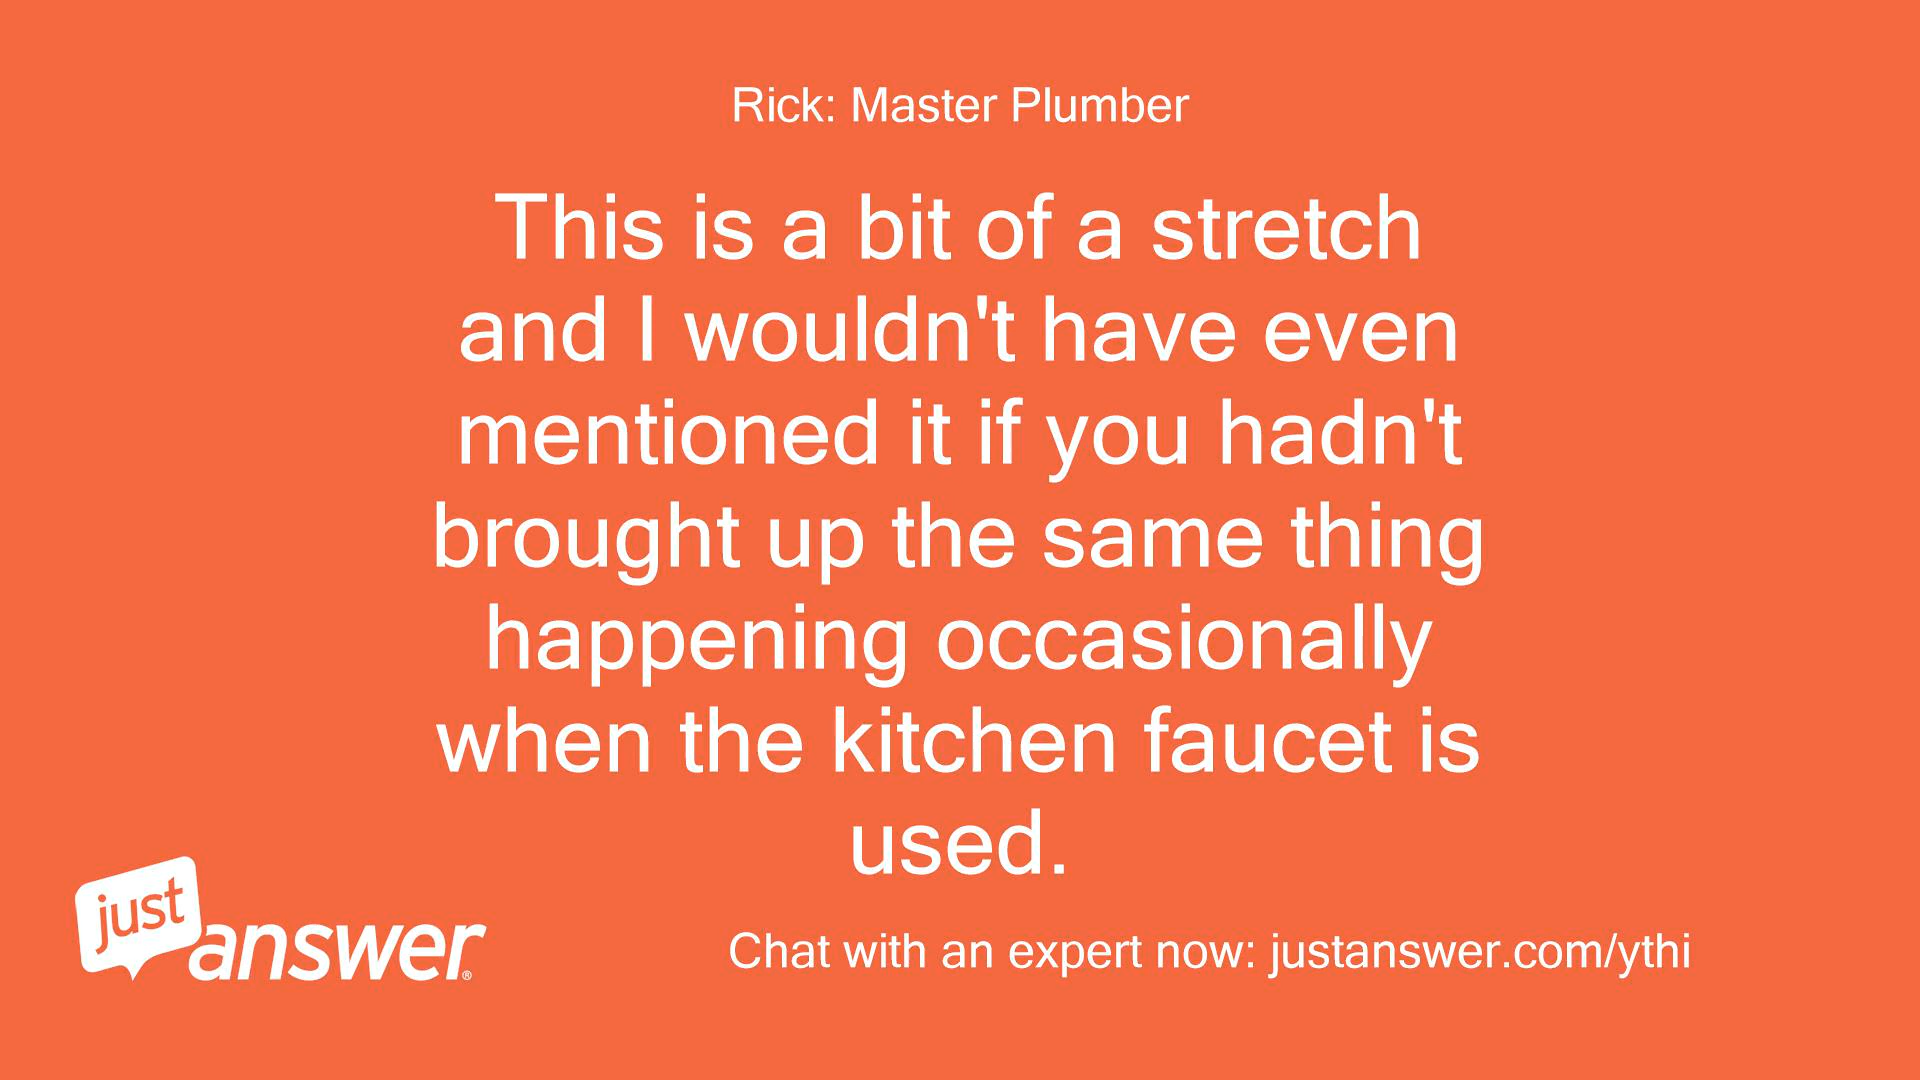 Rick: Master Plumber
This is a bit of a stretch
and I wouldn't have even
mentioned it if you hadn't
brought up the same thing
happening occasionally
when the kitchen faucet is
used.
just
answer®
Chat with an expert now: justanswer.com/ythi